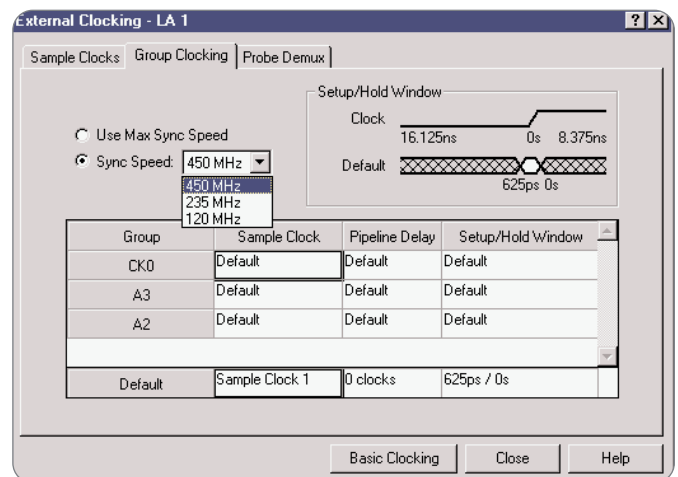 External Clocking - LA 1
Sample Clocks Group Clocking Probe Demux
Setup/Hold Window
Clock
16.125ns 0s 8.375ns
Default
625ps 0s
Use Max Sync Speed
Sync Speed: 450 MHz
450 MHz
235 MHz
120 MHz
Group Sample Clock Pipeline Delay Setup/Hold Window
CK0 Default Default Default
A3 Default Default Default
A2 Default Default Default
Default Sample Clock 1 0 clocks 625ps / 0s
Basic Clocking Close Help